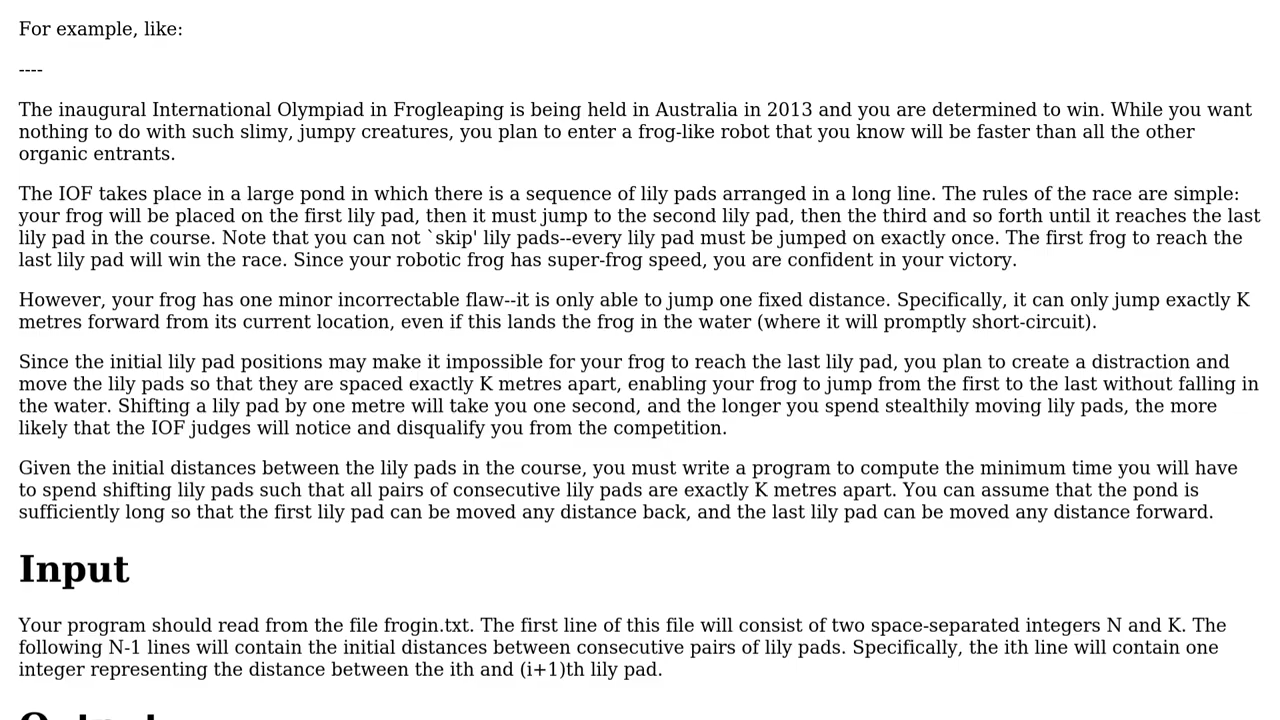 For example, like:
----
The inaugural International Olympiad in Frogleaping is being held in Australia in 2013 and you are determined to win. While you want
nothing to do with such slimy, jumpy creatures, you plan to enter a frog-like robot that you know will be faster than all the other
organic entrants.
The IOF takes place in a large pond in which there is a sequence of lily pads arranged in a long line. The rules of the race are simple:
your frog will be placed on the first lily pad, then it must jump to the second lily pad, then the third and so forth until it reaches the last
lily pad in the course. Note that you can not `skip' lily pads--every lily pad must be jumped on exactly once. The first frog to reach the
last lily pad will win the race. Since your robotic frog has super-frog speed, you are confident in your victory.
However, your frog has one minor incorrectable flaw--it is only able to jump one fixed distance. Specifically, it can only jump exactly K
metres forward from its current location, even if this lands the frog in the water (where it will promptly short-circuit).
Since the initial lily pad positions may make it impossible for your frog to reach the last lily pad, you plan to create a distraction and
move the lily pads so that they are spaced exactly K metres apart, enabling your frog to jump from the first to the last without falling in
the water. Shifting a lily pad by one metre will take you one second, and the longer you spend stealthily moving lily pads, the more
likely that the IOF judges will notice and disqualify you from the competition.
Given the initial distances between the lily pads in the course, you must write a program to compute the minimum time you will have
to spend shifting lily pads such that all pairs of consecutive lily pads are exactly K metres apart. You can assume that the pond is
sufficiently long so that the first lily pad can be moved any distance back, and the last lily pad can be moved any distance forward.
Input
Your program should read from the file frogin.txt. The first line of this file will consist of two space-separated integers N and K. The
following N-1 lines will contain the initial distances between consecutive pairs of lily pads. Specifically, the ith line will contain one
integer representing the distance between the ith and (i+1)th lily pad.